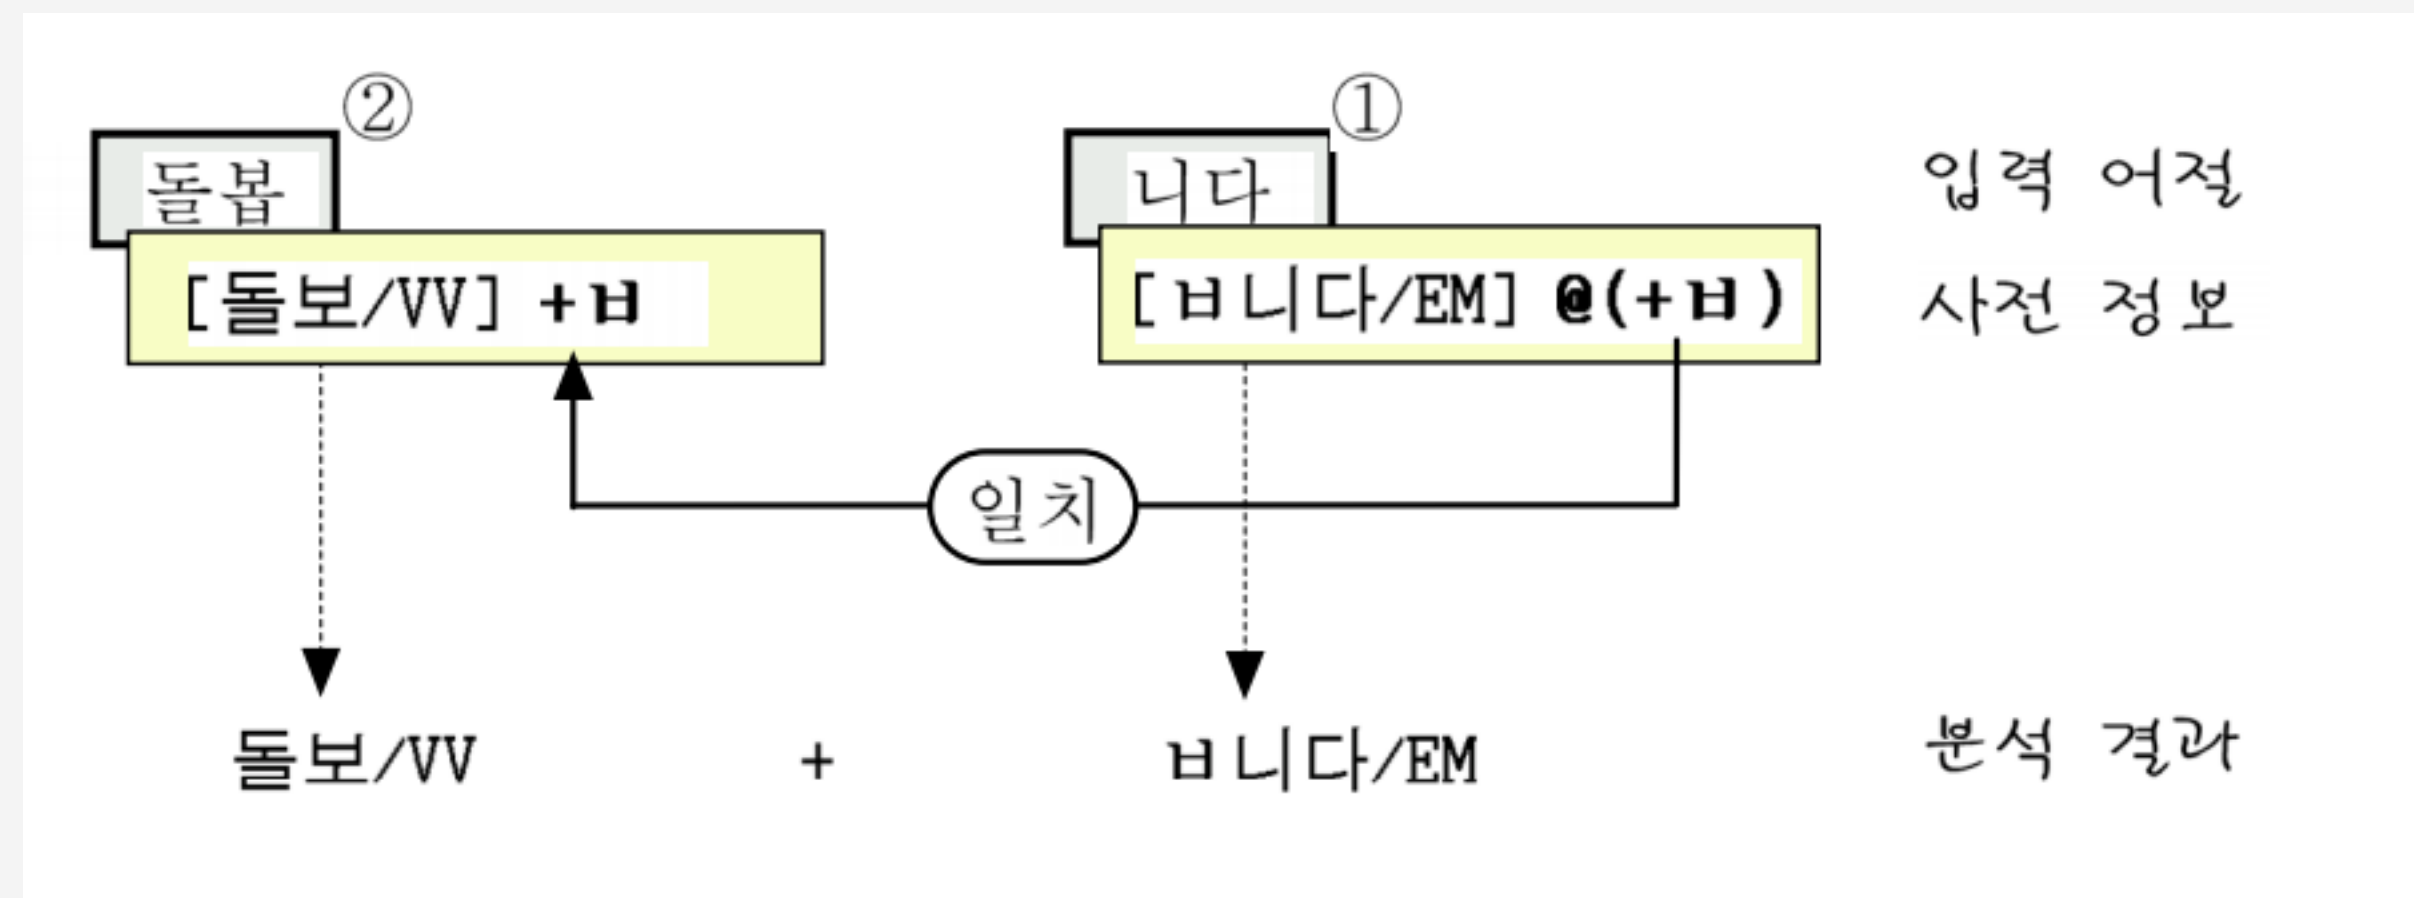 ② ①
돌봅 니다 입력 어절
[돌보/VV] +ㅂ [ㅂ니다/EM] @(+ㅂ) 사전 정보
일치
돌보/VV + ㅂ니다/EM 분석 결과